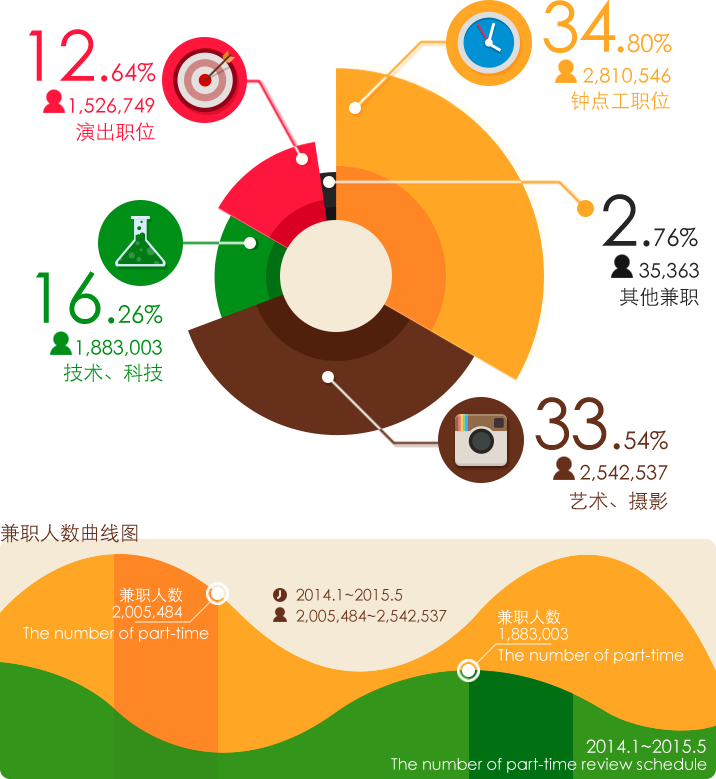 34.80%
2,810,546
钟点工职位
12.64%
1,526,749
演出职位
2.76%
35,363
其他兼职
16.26%
1,883,003
技术、科技
33.54%
2,542,537
艺术、摄影
兼职人数曲线图
兼职人数
2,005,484
The number of part-time
2014.1~2015.5
2,005,484~2,542,537
兼职人数
1,883,003
The number of part-time
2014.1~2015.5
The number of part-time review schedule